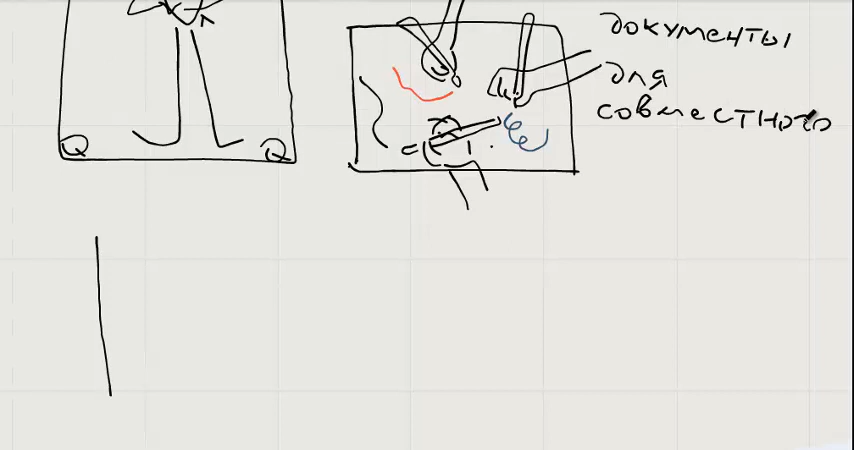 документы
для
совместного